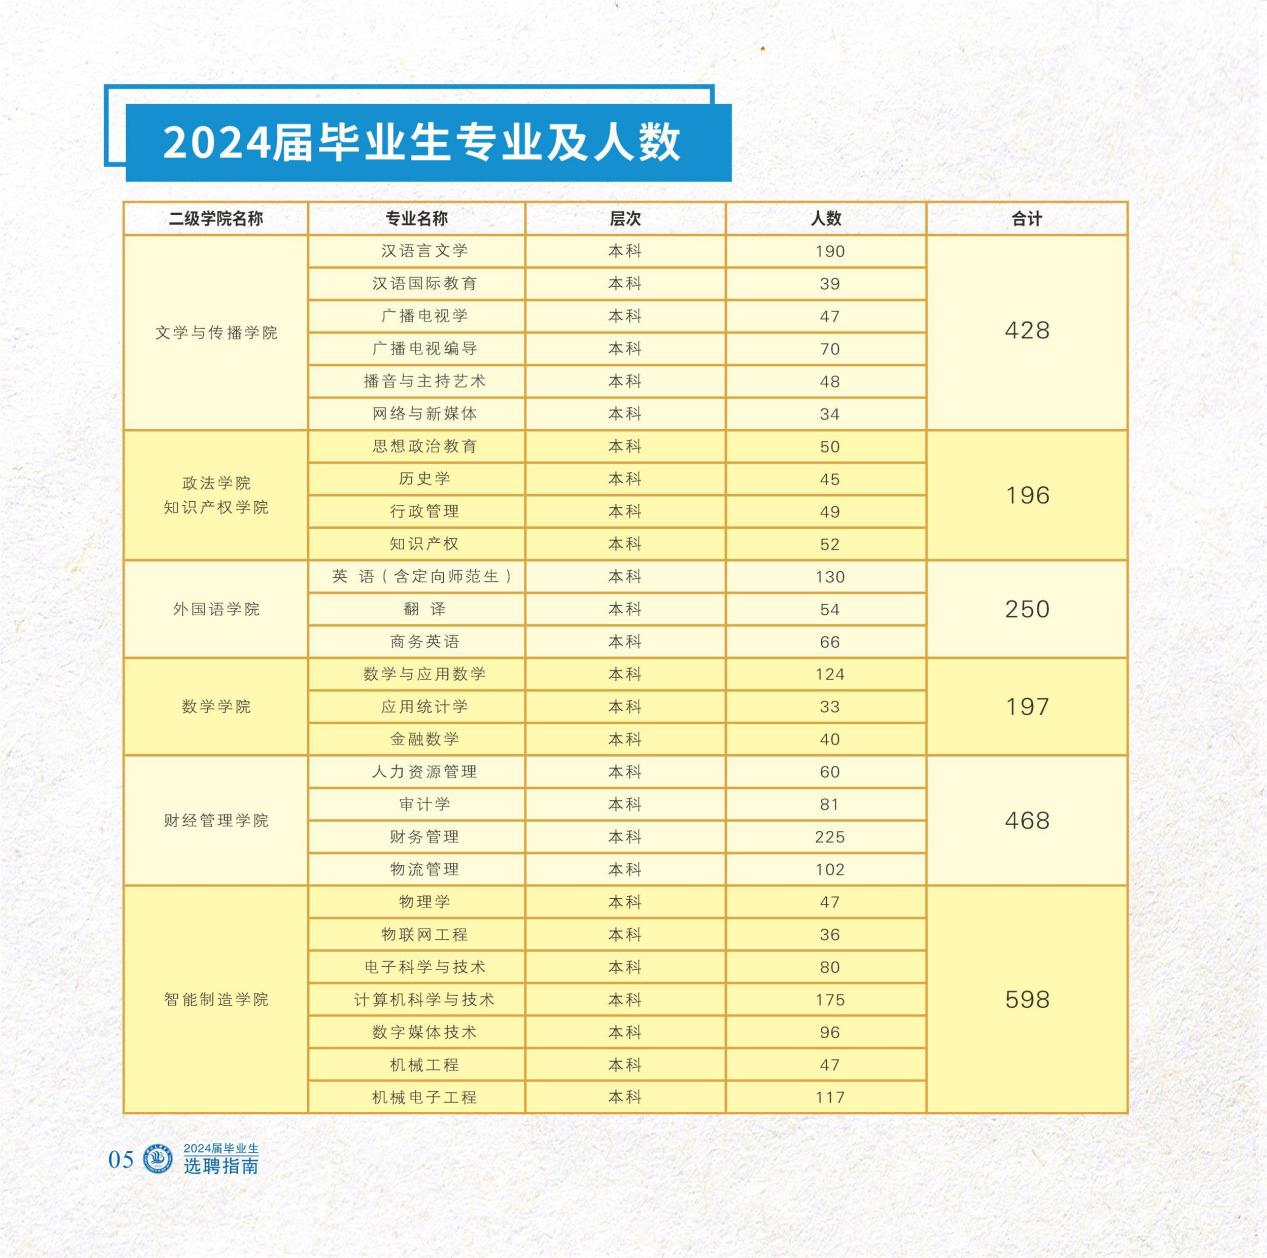 2024届毕业生专业及人数
二级学院名称 专业名称 层次 人数 合计
文学与传播学院 汉语言文学 本科 190 428
汉语国际教育 本科 39
广播电视学 本科 47
广播电视编导 本科 70
播音与主持艺术 本科 48
网络与新媒体 本科 34
政法学院
知识产权学院 思想政治教育 本科 50 196
历史学 本科 45
行政管理 本科 49
知识产权 本科 52
外国语学院 英 语（含定向师范生） 本科 130 250
翻 译 本科 54
商务英语 本科 66
数学学院 数学与应用数学 本科 124 197
应用统计学 本科 33
金融数学 本科 40
财经管理学院 人力资源管理 本科 60 468
审计学 本科 81
财务管理 本科 225
物流管理 本科 102
智能制造学院 物理学 本科 47 598
物联网工程 本科 36
电子科学与技术 本科 80
计算机科学与技术 本科 175
数字媒体技术 本科 96
机械工程 本科 47
机械电子工程 本科 117
05
2024届毕业生
选聘指南